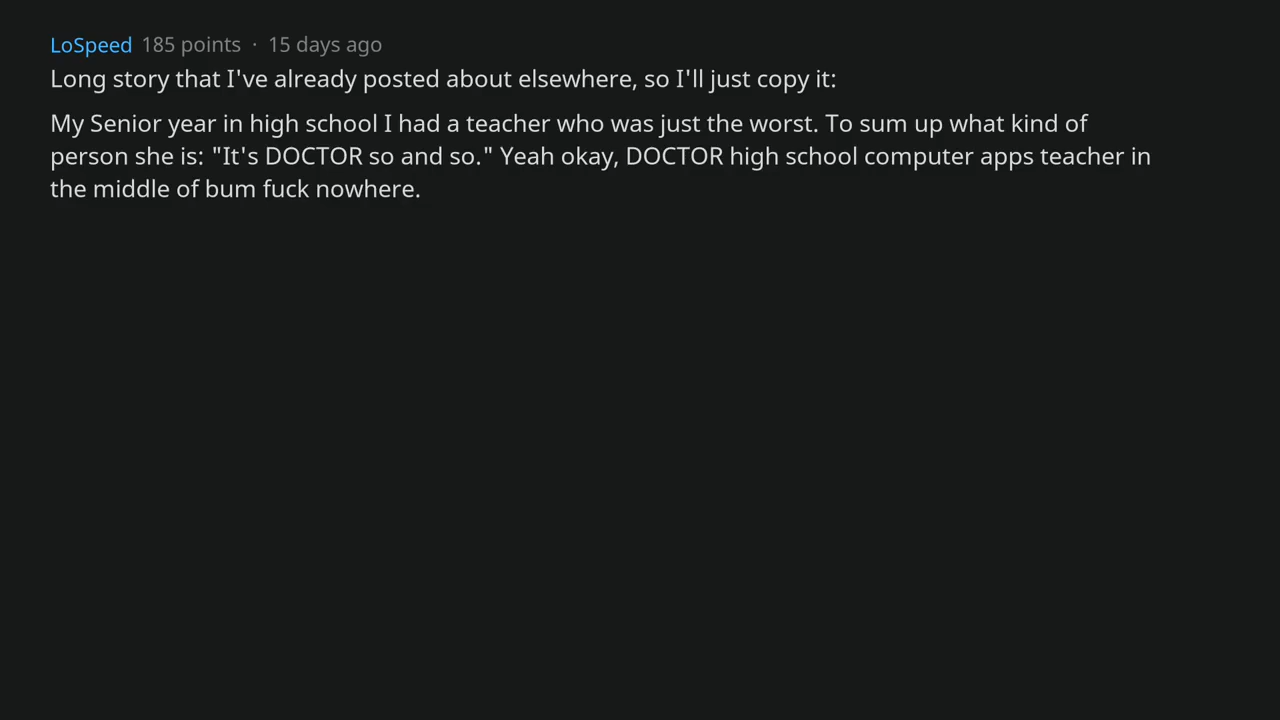 LoSpeed 185 points · 15 days ago
Long story that I've already posted about elsewhere, so I'll just copy it:
My Senior year in high school I had a teacher who was just the worst. To sum up what kind of
person she is: "It's DOCTOR so and so." Yeah okay, DOCTOR high school computer apps teacher in
the middle of bum fuck nowhere.